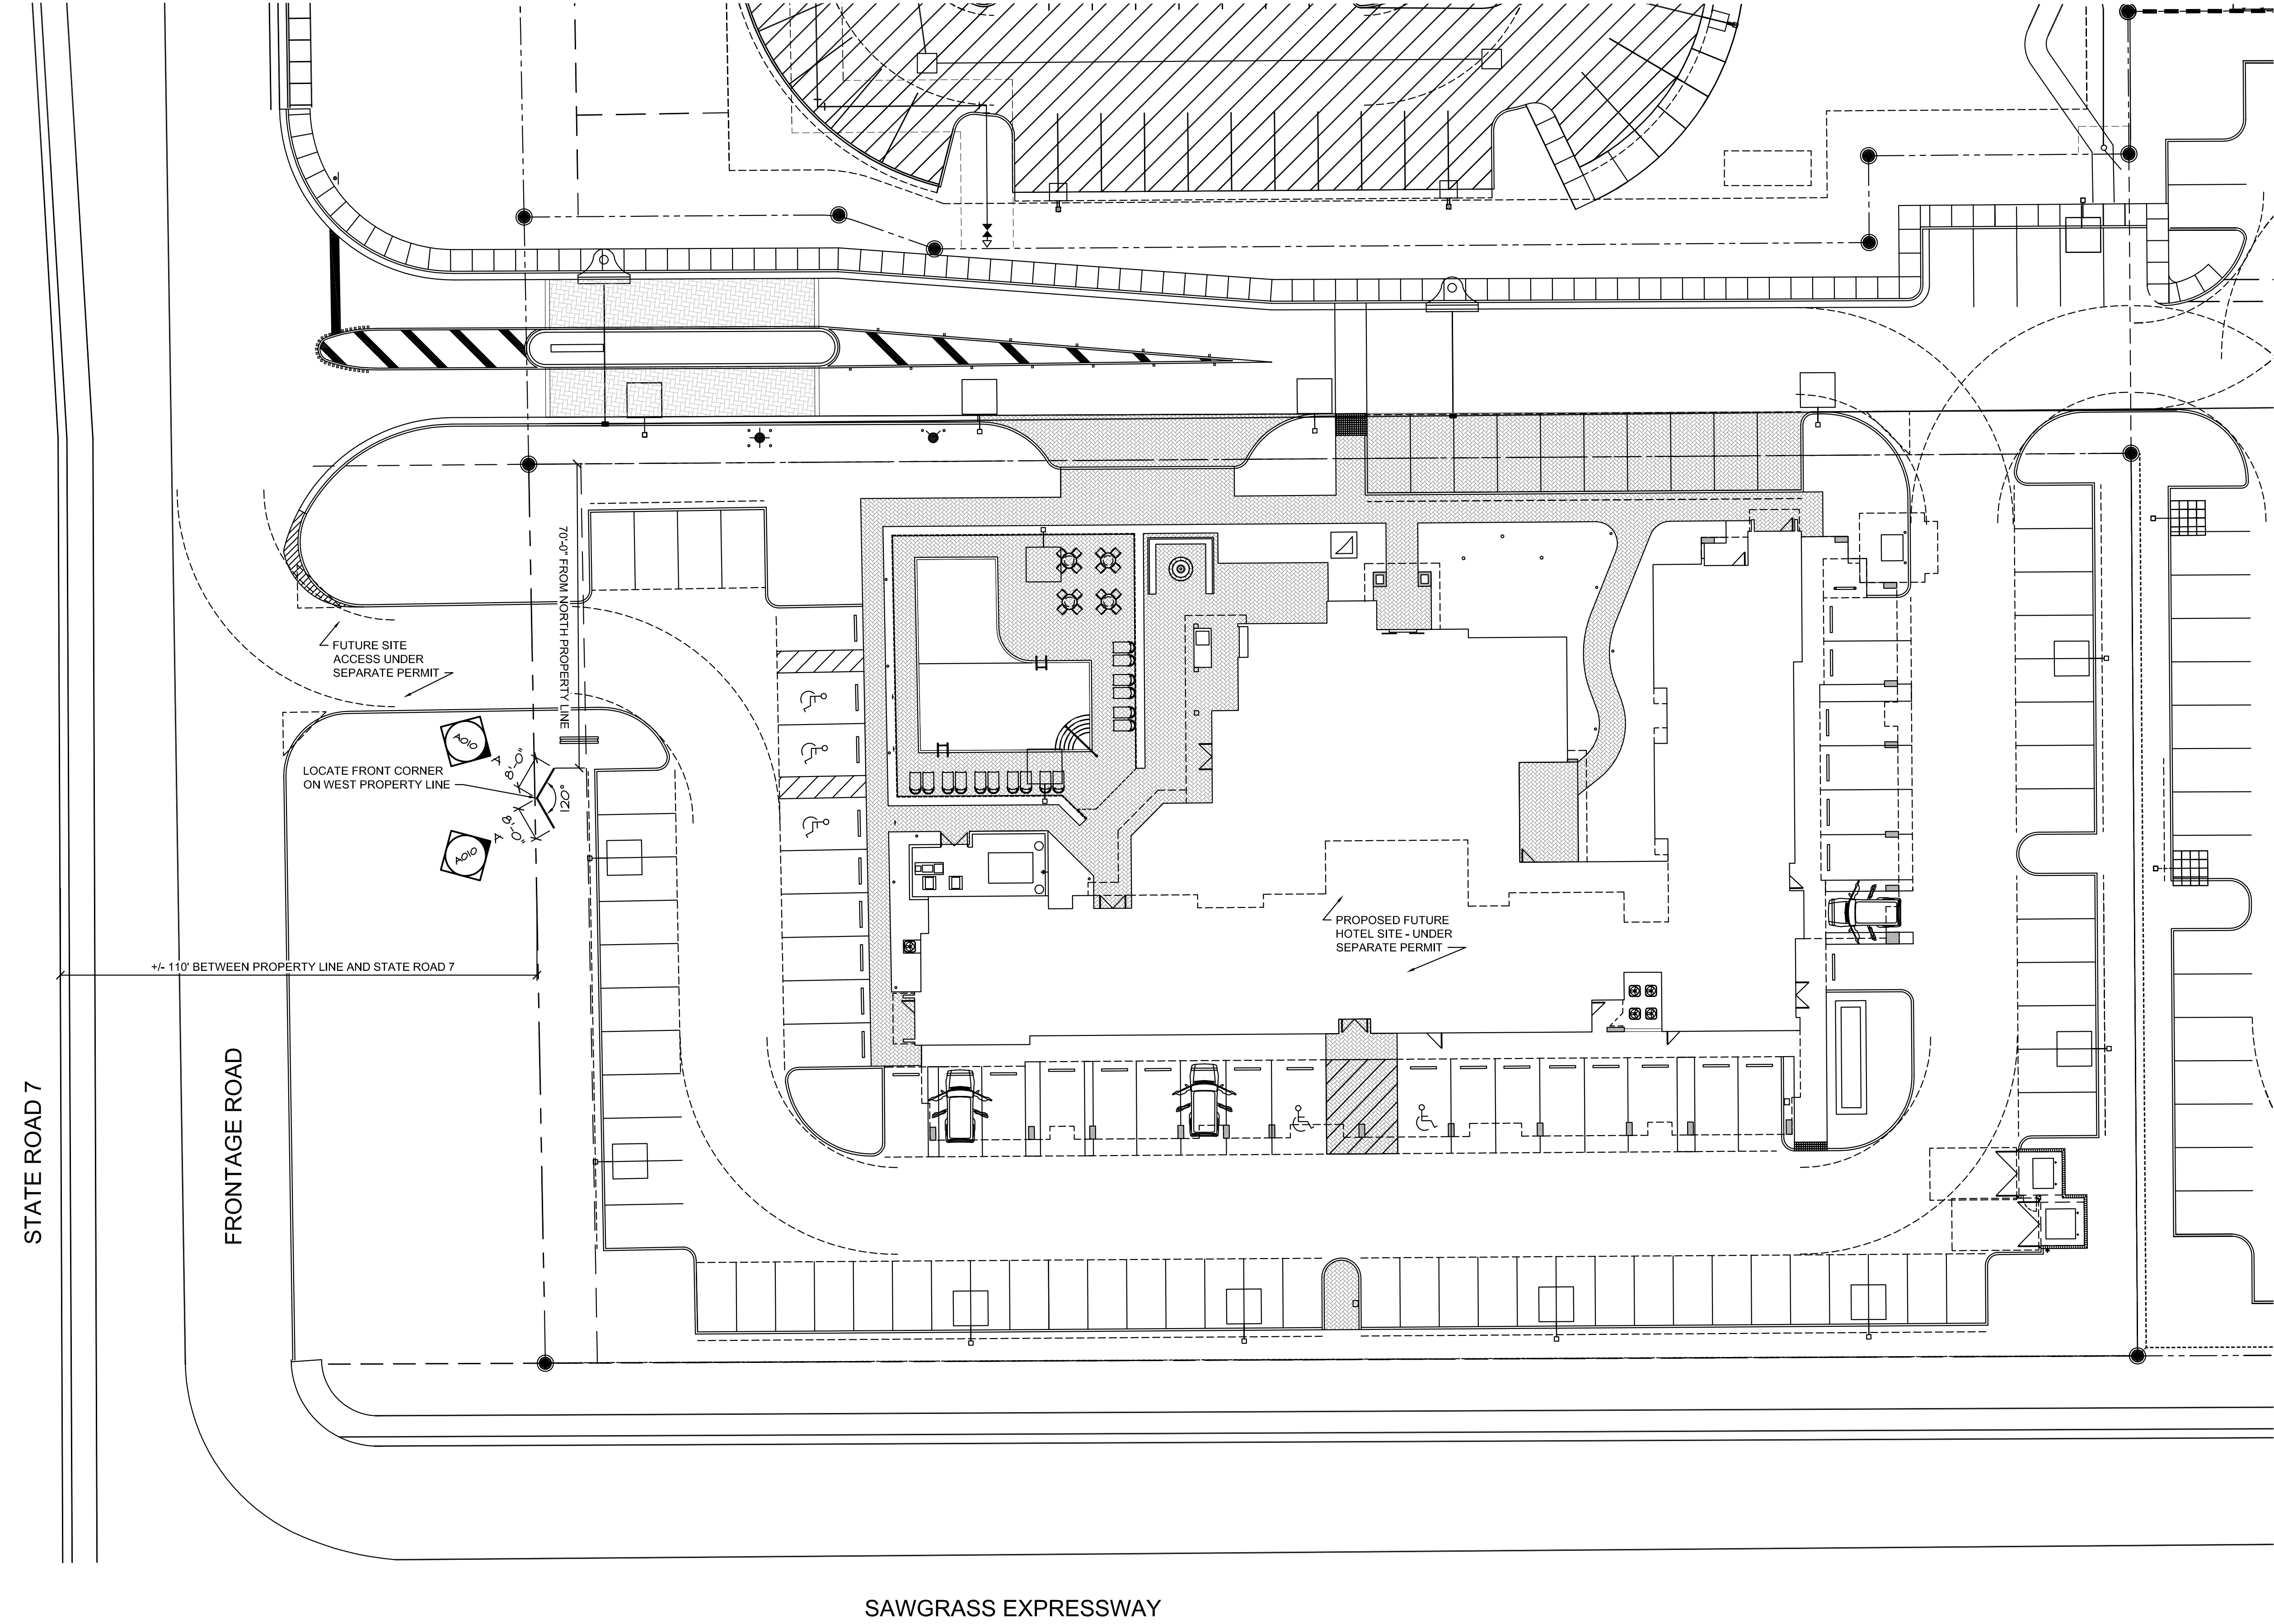 70'-0" FROM NORTH PROPERTY LINE
FUTURE SITE
ACCESS UNDER
SEPARATE PERMIT
A010
A
8'-0"
LOCATE FRONT CORNER
ON WEST PROPERTY LINE
120°
8'-0"
A
A010
PROPOSED FUTURE
HOTEL SITE - UNDER
SEPARATE PERMIT
+/- 110' BETWEEN PROPERTY LINE AND STATE ROAD 7
STATE ROAD 7
FRONTAGE ROAD
SAWGRASS EXPRESSWAY